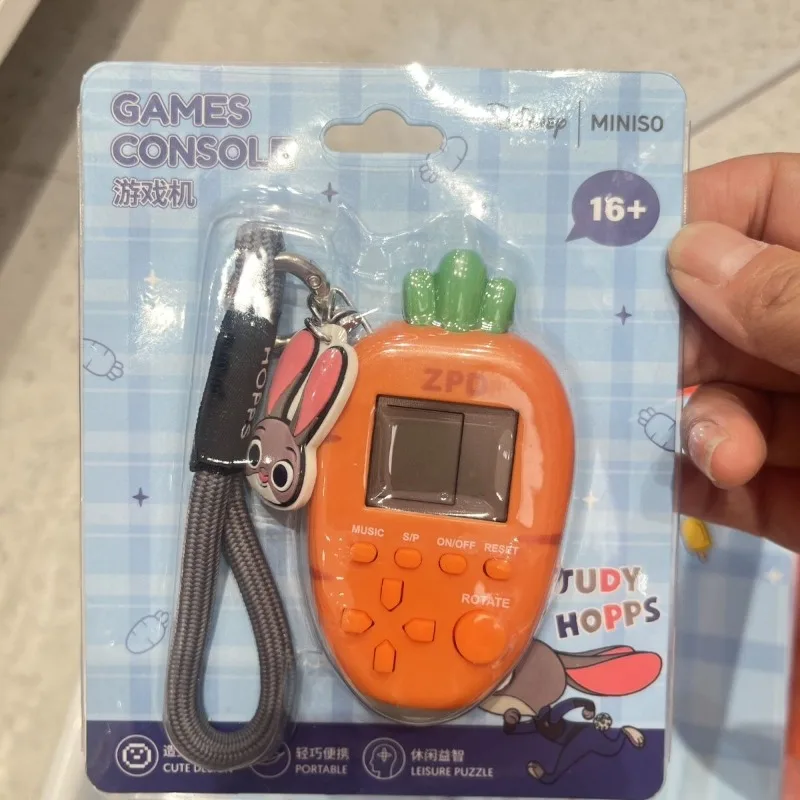 GAMES
CONSOLE
游戏机
Disney | MINISO
16+
HOPPS
ZPD
MUSIC S/P ON/OFF RESET
ROTATE
JUDY
HOPPS
轻巧便携
休闲益智
CUTE DESIGN
PORTABLE
LEISURE PUZZLE